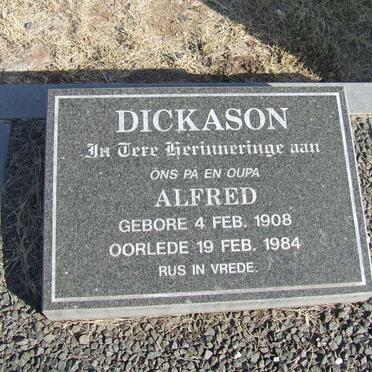 DICKASON
In Tere Herinneringe aan
ONS PA EN OUPA
ALFRED
GEBORE 4 FEB. 1908
OORLEDE 19 FEB. 1984
RUS IN VREDE.